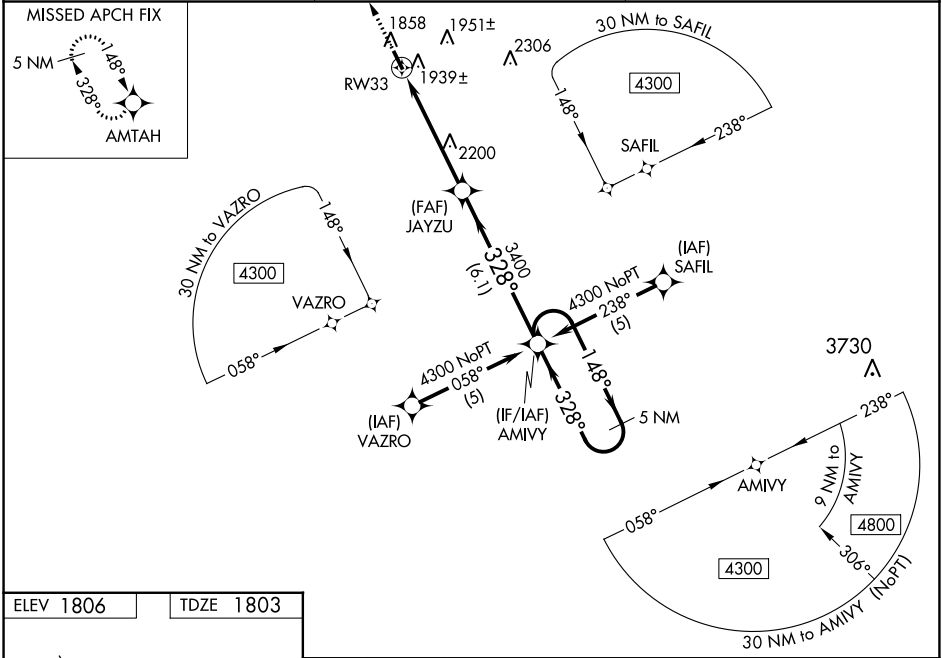 MISSED APCH FIX
5 NM
148°
328°
AMTAH
1858
1951±
2306
RW33
1939±
2200
(FAF)
JAYZU
3400
328°
(6.1)
30 NM to SAFIL
4300
148°
238°
SAFIL
30 NM to VAZRO
4300
148°
VAZRO
058°
(IAF)
SAFIL
4300 NoPT
238°
(5)
4300 NoPT
058°
(5)
(IAF)
VAZRO
(IF/IAF)
AMIVY
148°
328°
5 NM
3730
238°
AMIVY
9 NM to
AMIVY
058°
4800
4300
306°
30 NM to AMIVY (NoPT)
ELEV 1806
TDZE 1803